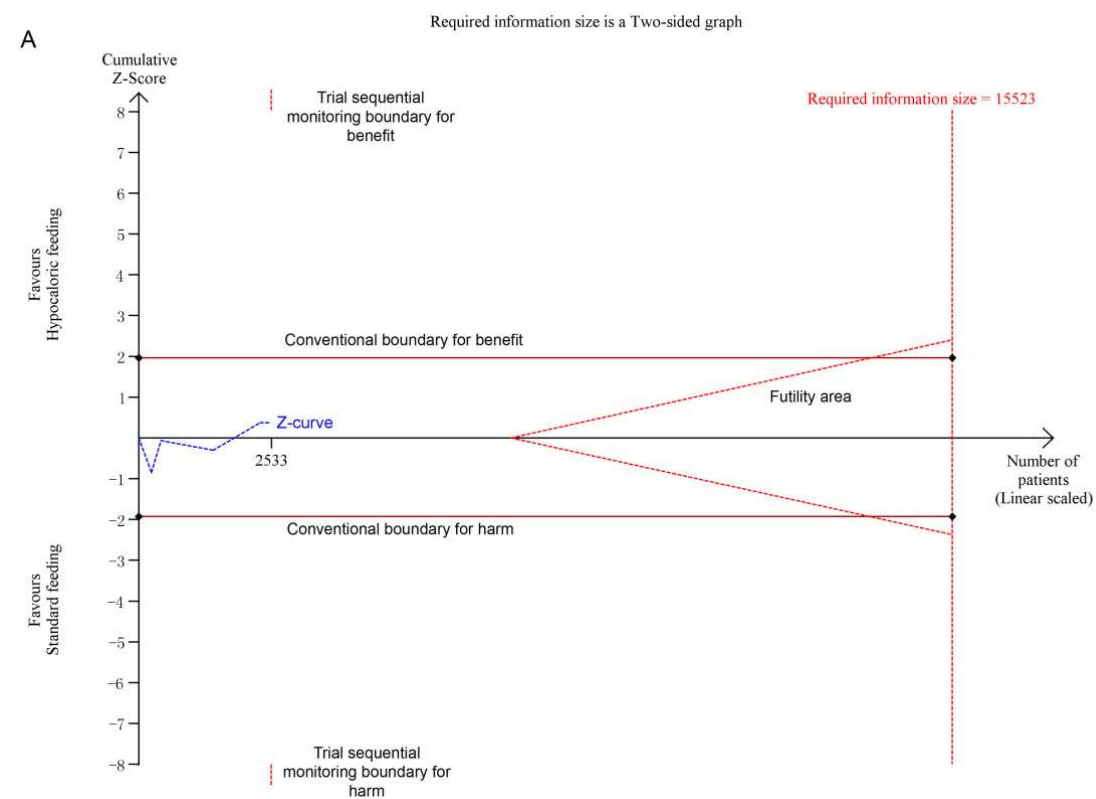 Required information size is a Two-sided graph
A
Cumulative
Z-Score
8
7
6
5
4
3
2
1
-1
-2
-3
-4
-5
-6
-7
-8
Favours
Hypocaloric feeding
Favours
Standard feeding
Trial sequential
monitoring boundary for
benefit
Required information size = 15523
Conventional boundary for benefit
Futility area
Z-curve
2533
Number of
patients
(Linear scaled)
Conventional boundary for harm
Trial sequential
monitoring boundary for
harm